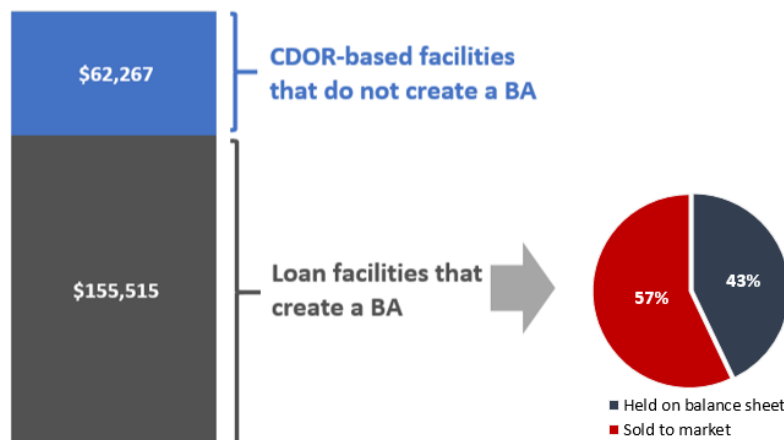 $62,267
CDOR-based facilities
that do not create a BA
$155,515
Loan facilities that
create a BA
57%
43%
Held on balance sheet
Sold to market